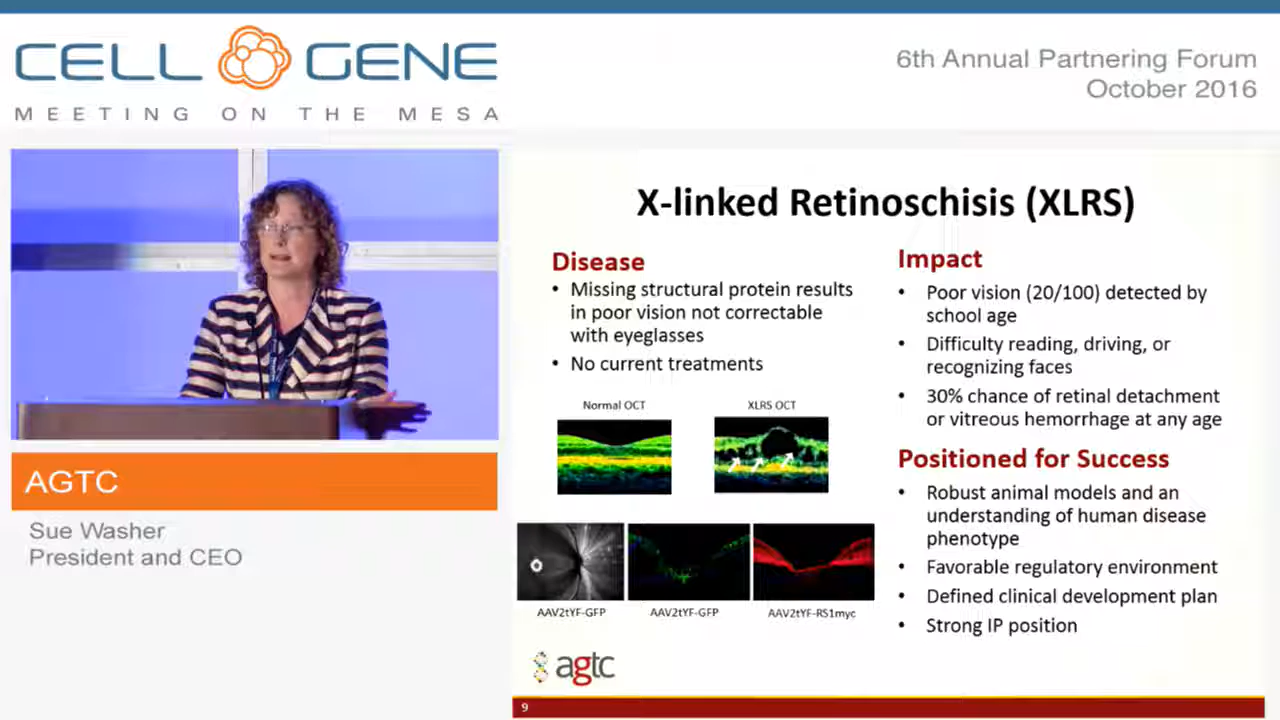 CELL GENE
MEETING ON THE MESA
6th Annual Partnering Forum
October 2016
AGTC
Sue Washer
President and CEO
X-linked Retinoschisis (XLRS)
Disease
• Missing structural protein results
in poor vision not correctable
with eyeglasses
• No current treatments
Normal OCT
XLRS OCT
AAV2tYF-GFP
AAV2tYF-GFP
AAV2tYF-RS1myc
Impact
• Poor vision (20/100) detected by
school age
• Difficulty reading, driving, or
recognizing faces
• 30% chance of retinal detachment
or vitreous hemorrhage at any age
Positioned for Success
• Robust animal models and an
understanding of human disease
phenotype
• Favorable regulatory environment
• Defined clinical development plan
• Strong IP position
agtc
9